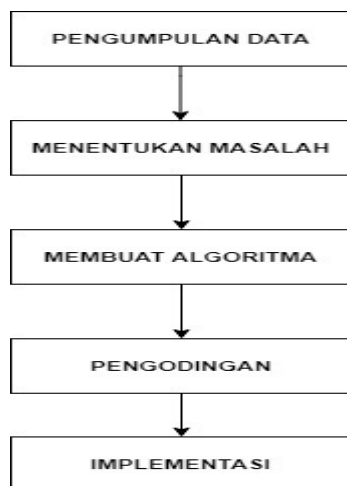 PENGUMPULAN DATA
MENENTUKAN MASALAH
MEMBUAT ALGORITMA
PENGODINGAN
IMPLEMENTASI